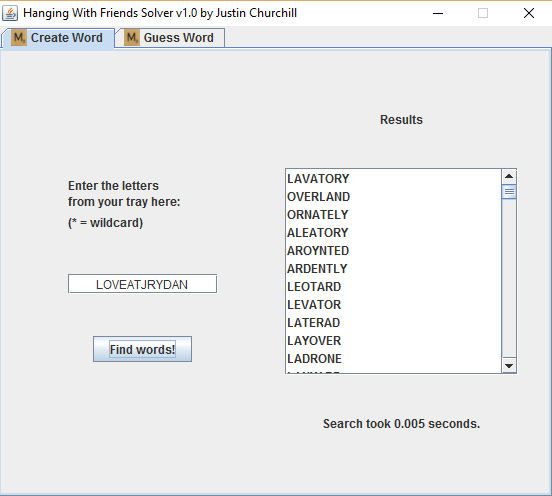 Hanging With Friends Solver v1.0 by Justin Churchill
Create Word
Guess Word
Results
Enter the letters
from your tray here:
(* = wildcard)
LOVEATJRYDAN
Find words!
LAVATORY
OVERLAND
ORNATELY
ALEATORY
AROYNTED
ARDENTLY
LEOTARD
LEVATOR
LATERAD
LAYOVER
LADRONE
Search took 0.005 seconds.